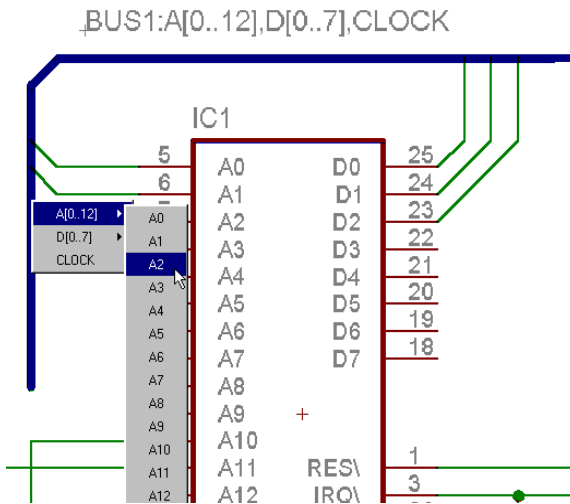 BUS1:A[0..12],D[0..7],CLOCK
IC1
5 A0 D0 25
6 A1 D1 24
A2 D2 23
A3 D3 22
A4 D4 21
A5 D5 20
A6 D6 19
A7 D7 18
A8
A9
A10
A11 RES\ 1
A12 IRQ\ 3
A[0..12]
D[0..7]
CLOCK
A0
A1
A2
A3
A4
A5
A6
A7
A8
A9
A10
A11
A12